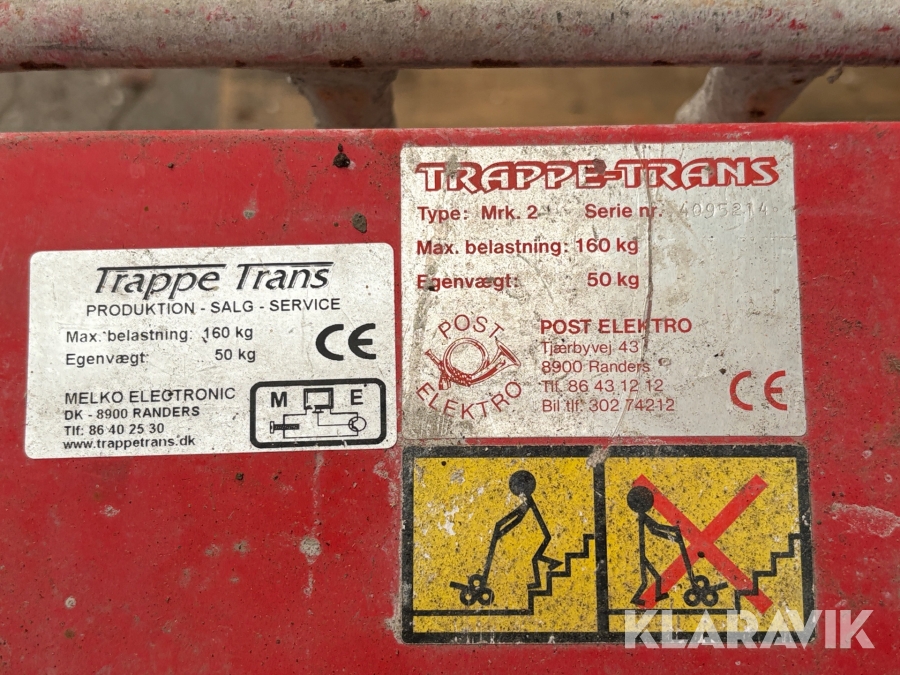 TRAPPE-TRANS
Type: Mrk. 2 Serie nr. 4095214
Max. belastning: 160 kg
Egenvægt: 50 kg
POST ELEKTRO
POST ELEKTRO
Tjærbyvej 43
8900 Randers
Tlf. 86 43 12 12
Bil tlf: 302 74212
CE
Trappe Trans
PRODUKTION - SALG - SERVICE
Max. belastning: 160 kg
Egenvægt: 50 kg
CE
MELKO ELECTRONIC
DK - 8900 RANDERS
Tlf: 86 40 25 30
www.trappetrans.dk
M E
KLARAVIK